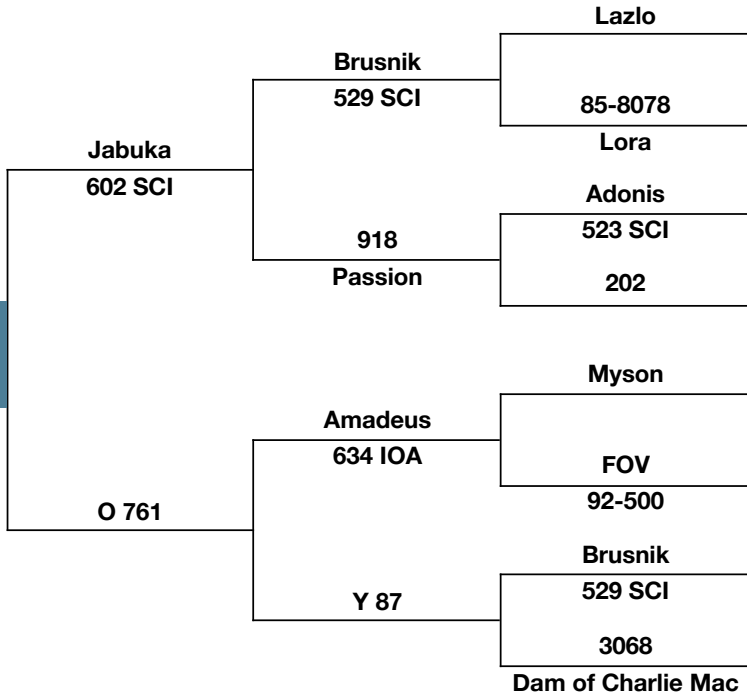 Lazlo
Brusnik
529 SCI
85-8078
Lora
Jabuka
602 SCI
Adonis
523 SCI
918
Passion
202
Myson
Amadeus
634 IOA
FOV
92-500
O 761
Brusnik
529 SCI
Y 87
3068
Dam of Charlie Mac